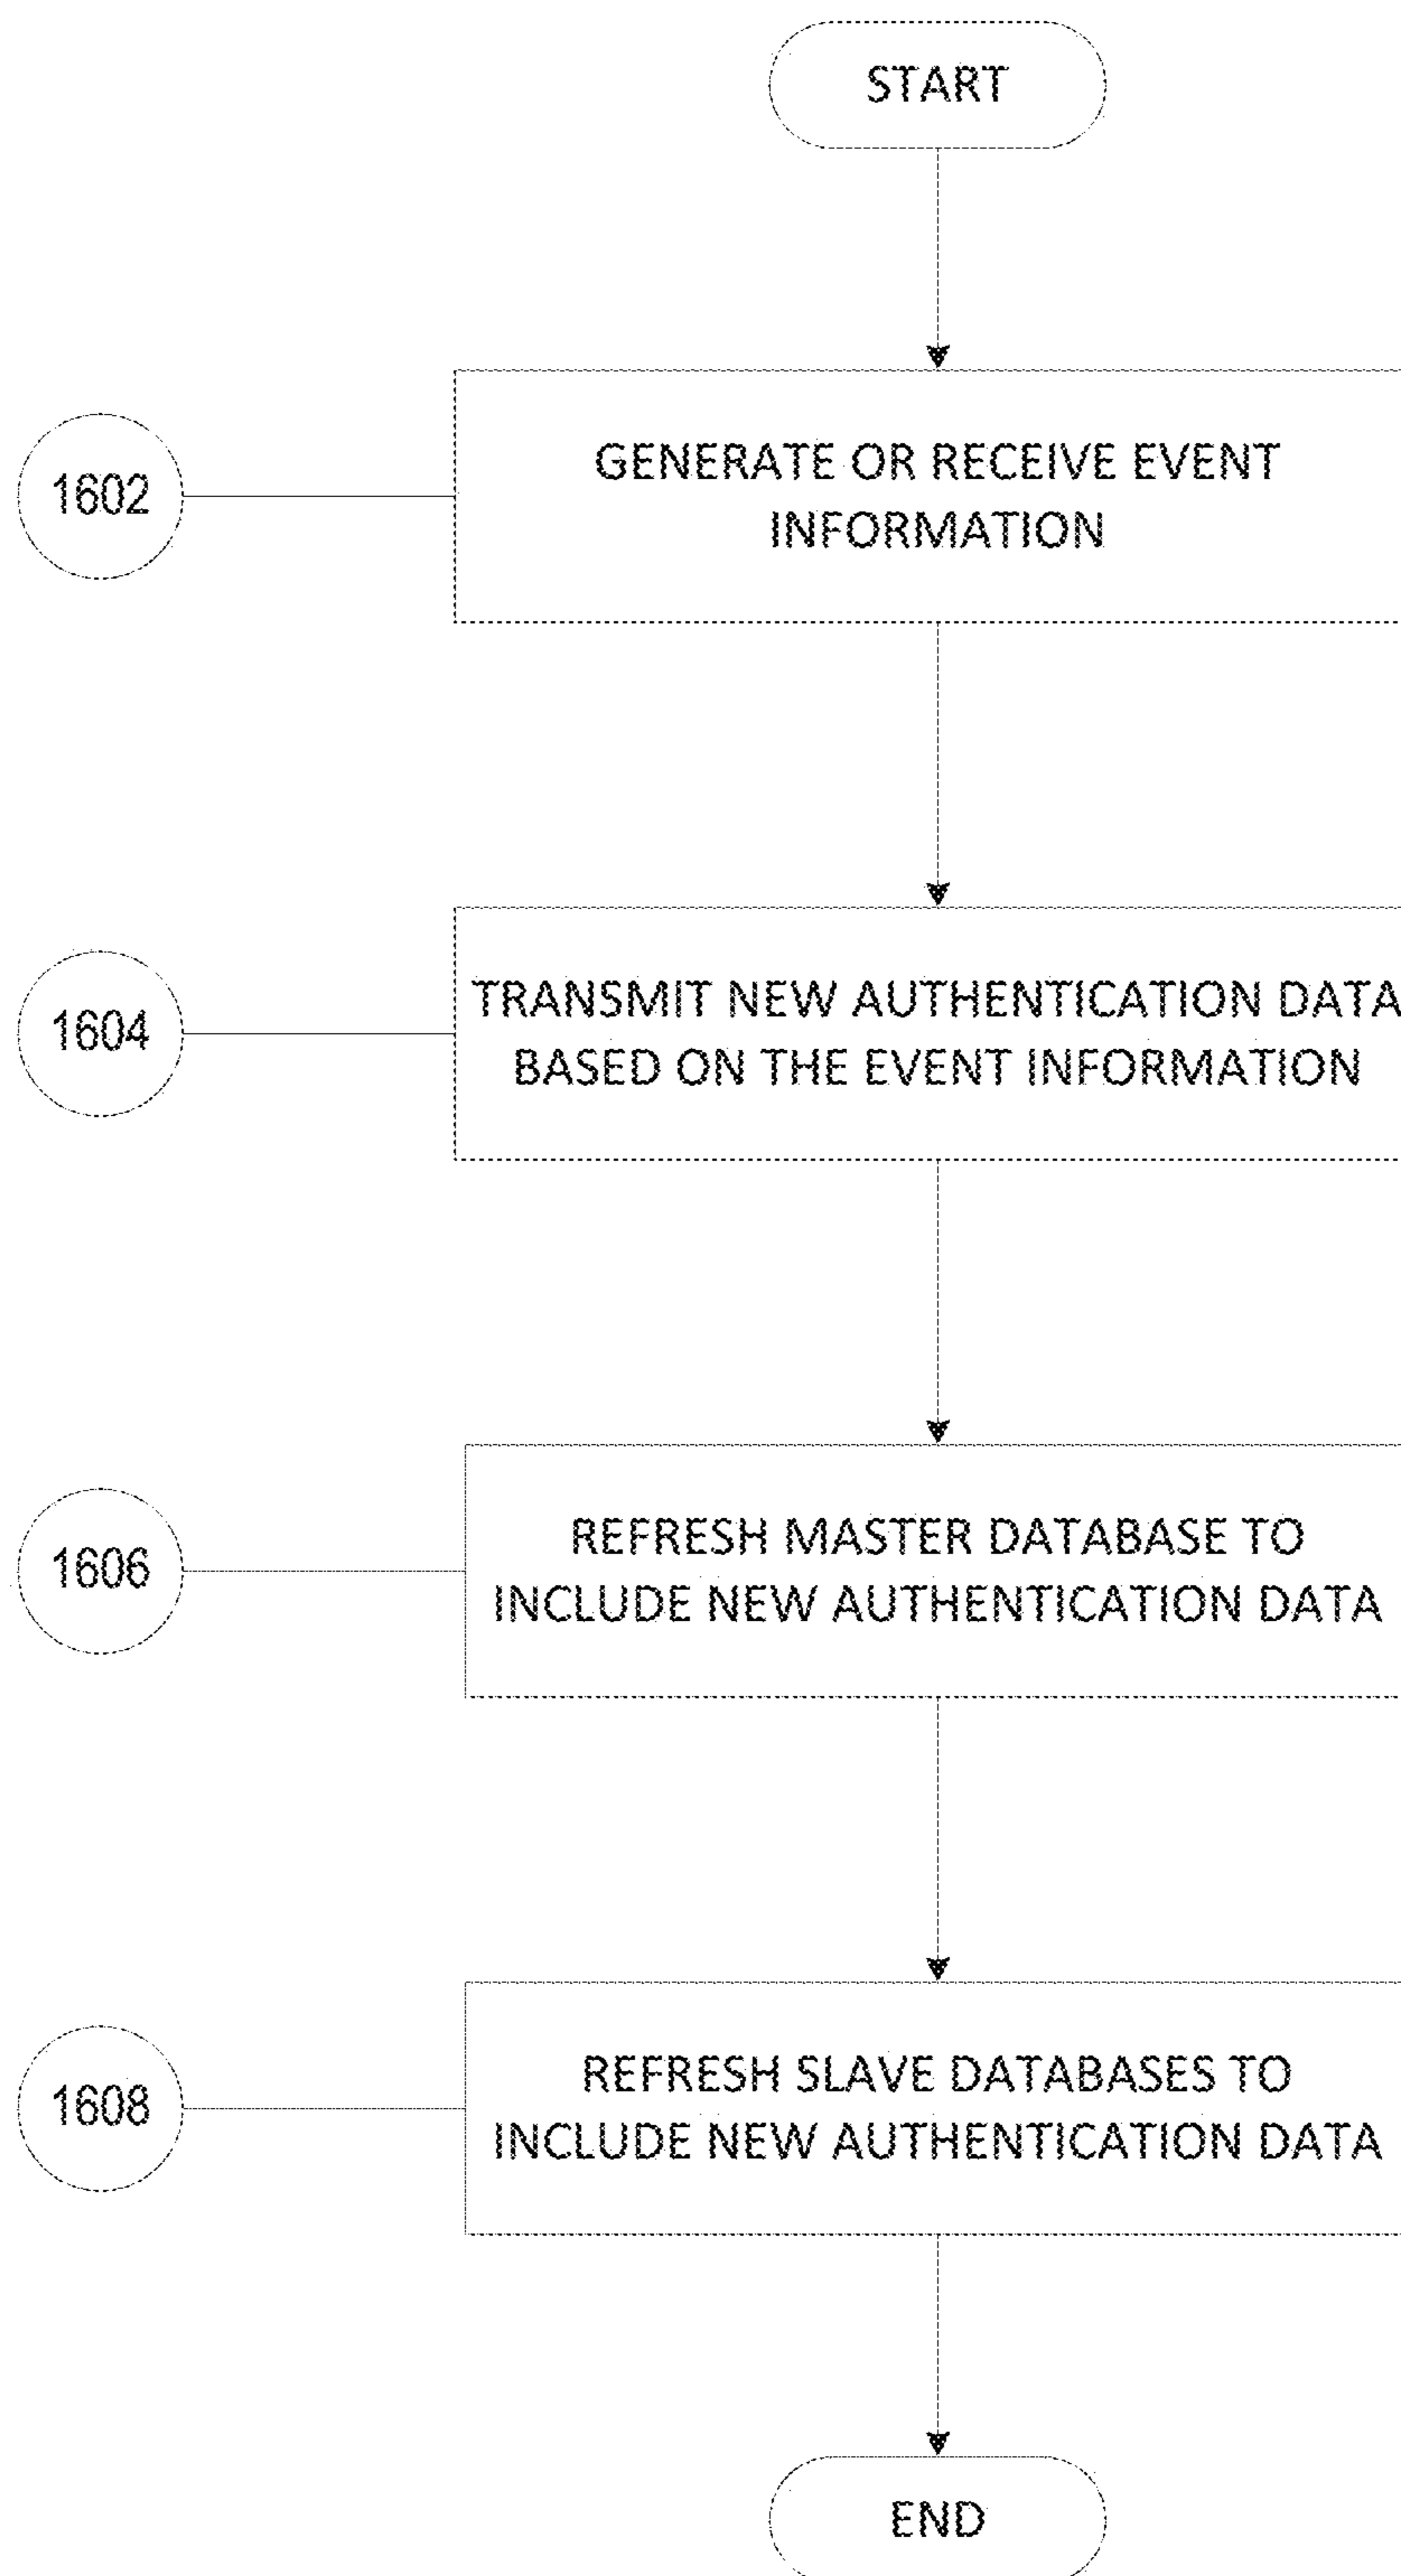 START
1602
GENERATE OR RECEIVE EVENT
INFORMATION
1604
TRANSMIT NEW AUTHENTICATION DATA
BASED ON THE EVENT INFORMATION
1606
REFRESH MASTER DATABASE TO
INCLUDE NEW AUTHENTICATION DATA
1608
REFRESH SLAVE DATABASES TO
INCLUDE NEW AUTHENTICATION DATA
END